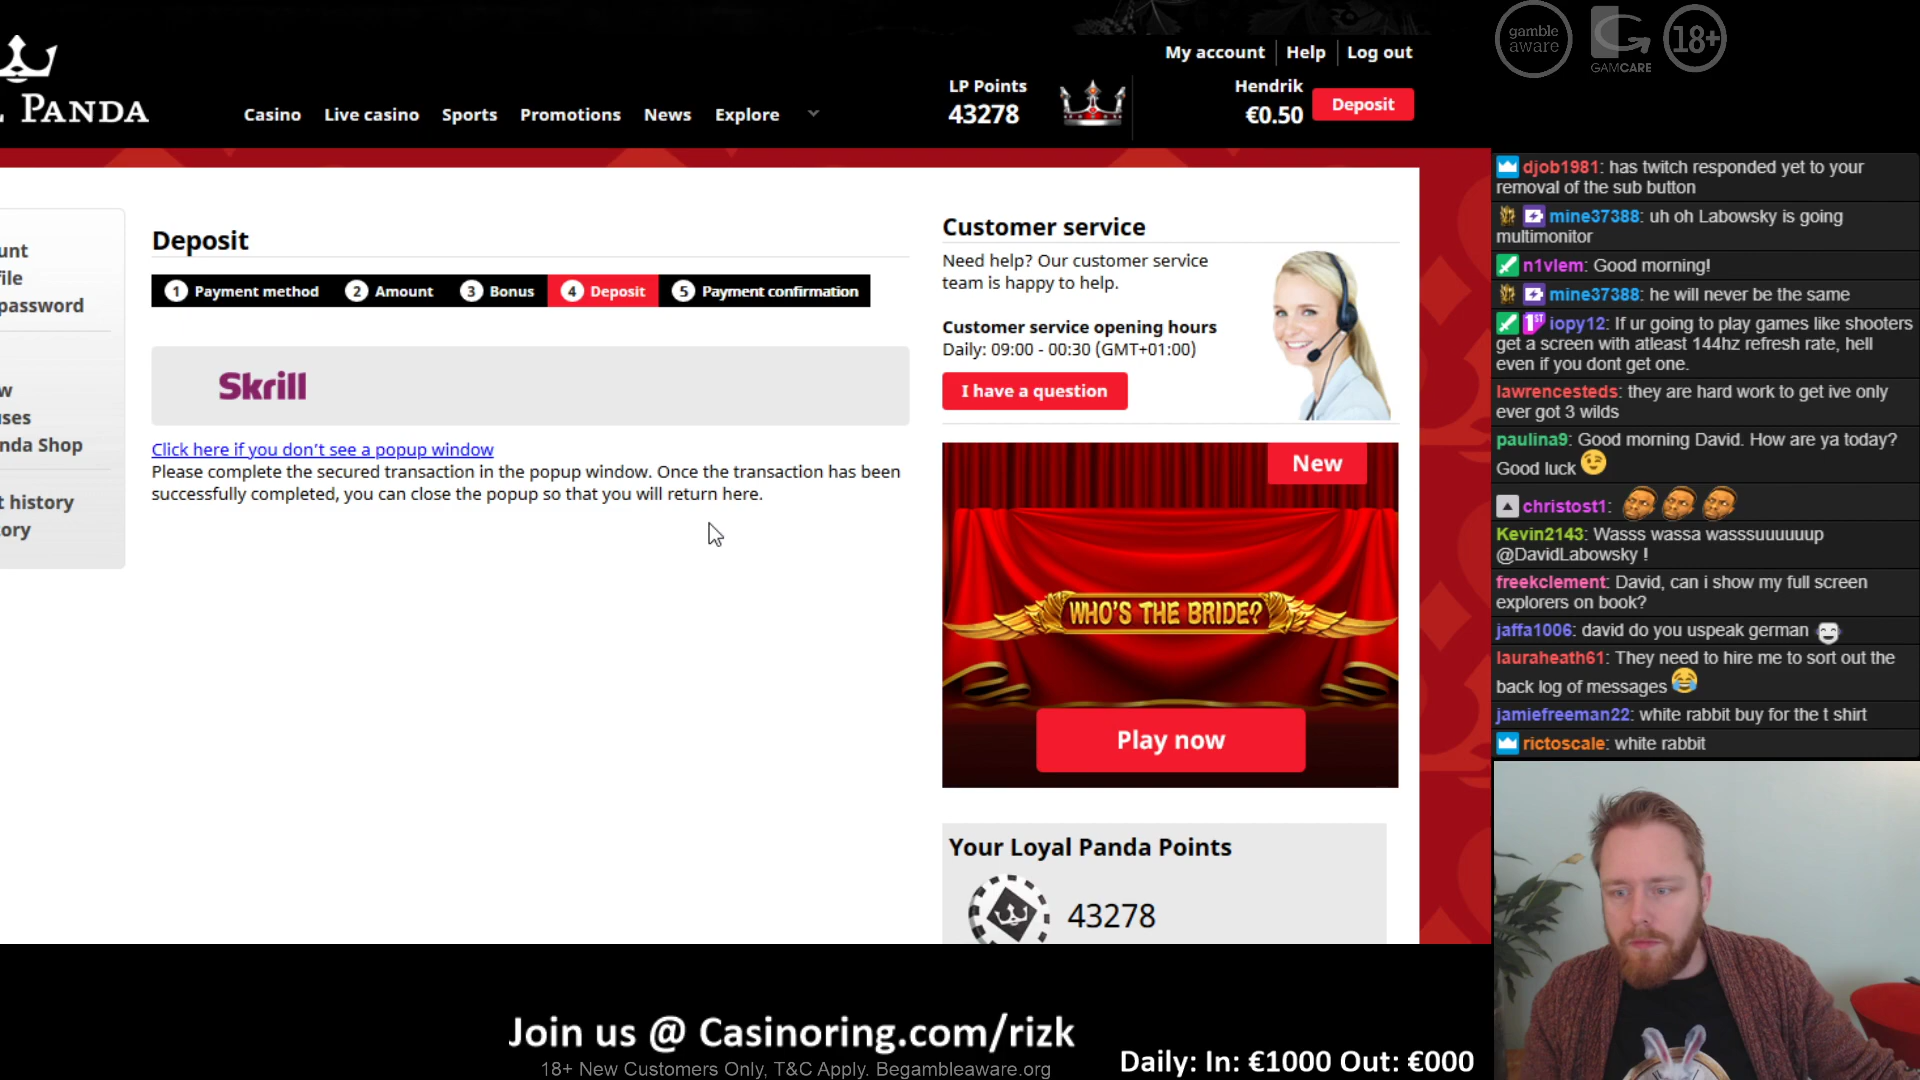 PANDA
Casino
Live casino
Sports
Promotions
News
Explore
LP Points
43278
My account
Help
Log out
Hendrik
€0.50
Deposit
gamble
aware
GAMCARE
18+
unt
file
password
w
uses
nda Shop
t history
tory
Deposit
1 Payment method
2 Amount
3 Bonus
4 Deposit
5 Payment confirmation
Skrill
Click here if you don't see a popup window
Please complete the secured transaction in the popup window. Once the transaction has been
successfully completed, you can close the popup so that you will return here.
Customer service
Need help? Our customer service
team is happy to help.
Customer service opening hours
Daily: 09:00 - 00:30 (GMT+01:00)
I have a question
New
WHO'S THE BRIDE?
Play now
Your Loyal Panda Points
43278
djob1981: has twitch responded yet to your
removal of the sub button
mine37388: uh oh Labowsky is going
multimonitor
n1vlem: Good morning!
mine37388: he will never be the same
1ST iopy12: If ur going to play games like shooters
get a screen with atleast 144hz refresh rate, hell
even if you dont get one.
lawrencesteds: they are hard work to get ive only
ever got 3 wilds
paulina9: Good morning David. How are ya today?
Good luck
christost1:
Kevin2143: Wasss wassa wasssuuuuuup
@DavidLabowsky !
freekclement: David, can i show my full screen
explorers on book?
jaffa1006: david do you uspeak german
lauraheath61: They need to hire me to sort out the
back log of messages
jamiefreeman22: white rabbit buy for the t shirt
rictoscale: white rabbit
Join us @ Casinoring.com/rizk
18+ New Customers Only, T&C Apply. Begambleaware.org
Daily: In: €1000 Out: €000